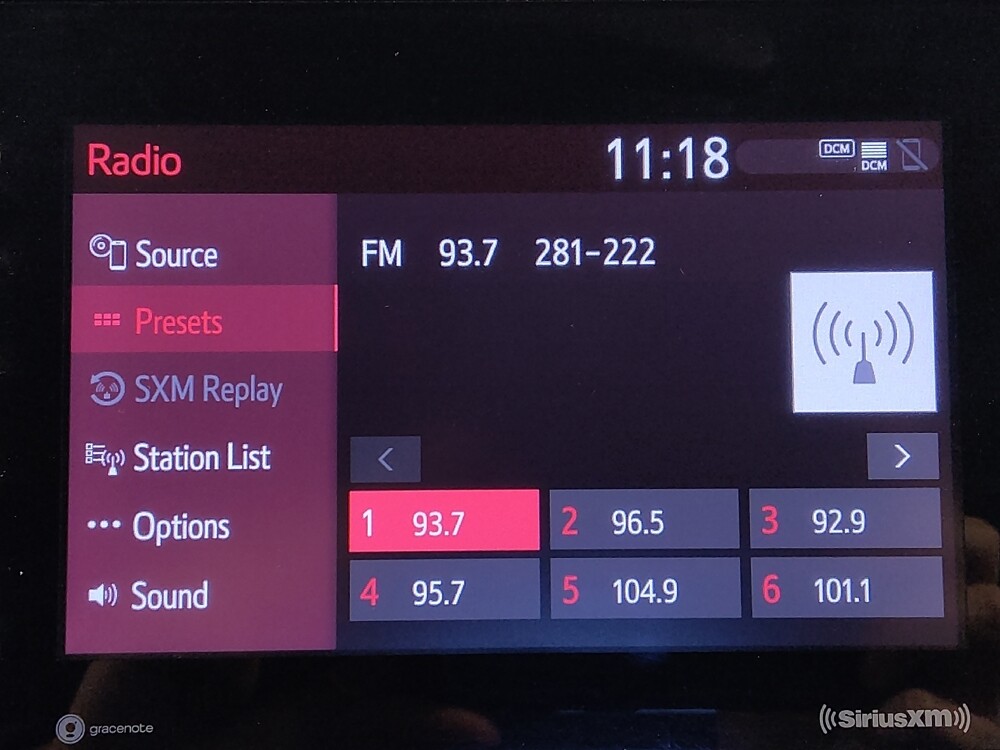 Radio 11:18 DCM DCM
Source
Presets
SXM Replay
Station List
Options
Sound
FM 93.7 281-222
1 93.7 2 96.5 3 92.9
4 95.7 5 104.9 6 101.1
gracenote SiriusXM